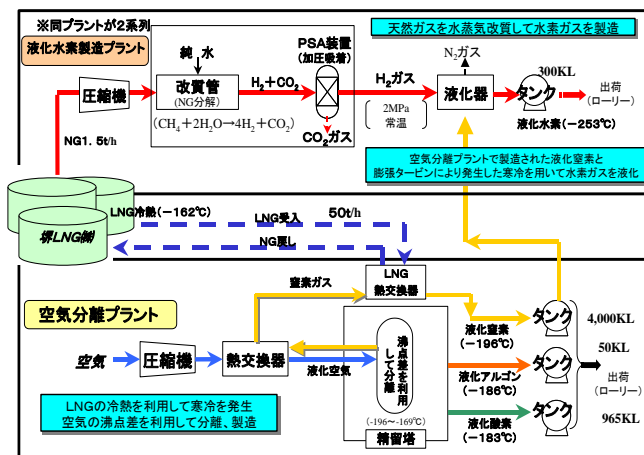 ※同プラントが2系列
液化水素製造プラント
天然ガスを水蒸気改質して水素ガスを製造
純 水
PSA装置
(加圧吸着)
N₂ガス
圧縮機
改質管
(NG分解)
H₂+CO₂
H₂ガス
液化器
300KL
タンク
出荷
(ローリー)
(CH₄+2H₂O→4H₂+CO₂)
2MPa
常温
液化水素(-253℃)
CO₂ガス
NG1.5t/h
空気分離プラントで製造された液化窒素と
膨張タービンにより発生した寒冷を用いて水素ガスを液化
LNG冷熱(-162℃)
LNG受入
50t/h
堺LNG㈱
NG戻し
LNG
熱交換器
窒素ガス
空気分離プラント
タンク
4,000KL
液化窒素
(-196℃)
空気
圧縮機
熱交換器
液化空気
沸点差を利用
して分離
タンク
50KL
出荷
(ローリー)
液化アルゴン
(-186℃)
LNGの冷熱を利用して寒冷を発生
空気の沸点差を利用して分離、製造
(-196~-169℃)
精留塔
タンク
965KL
液化酸素
(-183℃)